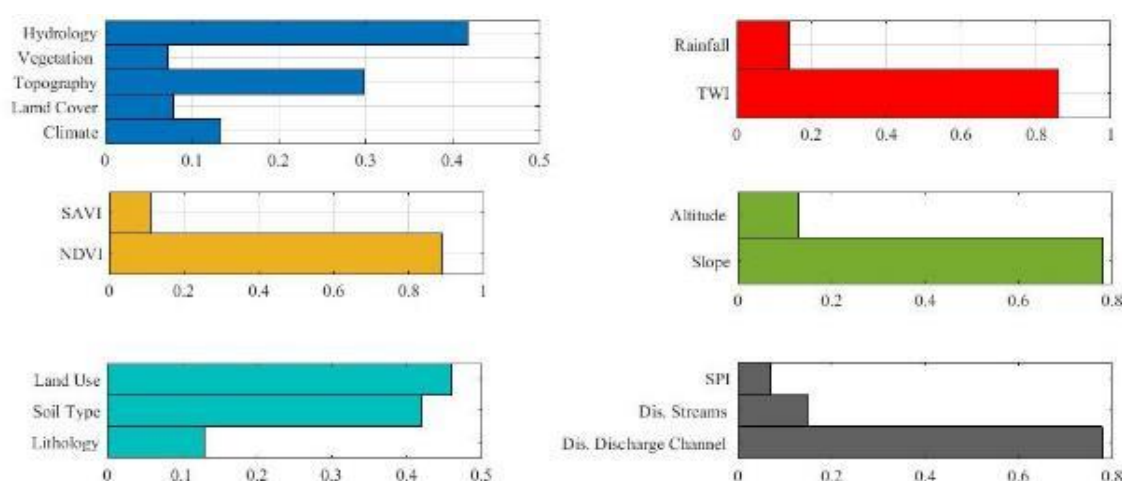 Hydrology
Vegetation
Topography
Lamd Cover
Climate
0 0.1 0.2 0.3 0.4 0.5
Rainfall
TWI
0 0.2 0.4 0.6 0.8 1
SAVI
NDVI
0 0.2 0.4 0.6 0.8 1
Altitude
Slope
0 0.2 0.4 0.6 0.8
Land Use
Soil Type
Lithology
0 0.1 0.2 0.3 0.4 0.5
SPI
Dis. Streams
Dis. Discharge Channel
0 0.2 0.4 0.6 0.8